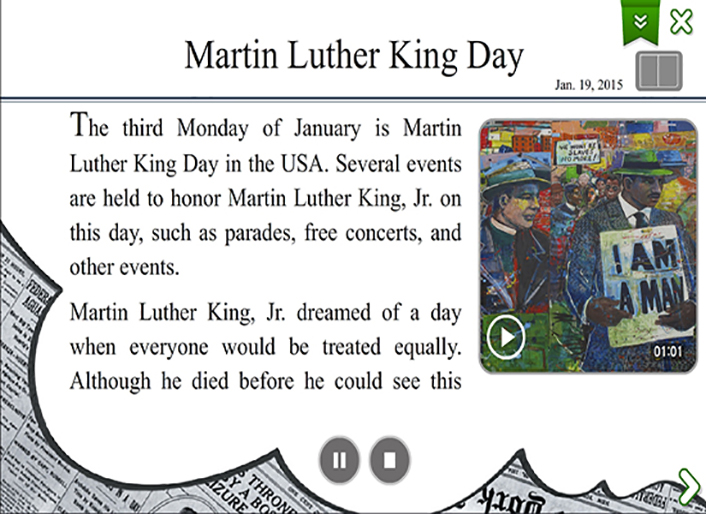 Martin Luther King Day
Jan. 19, 2015
The third Monday of January is Martin
Luther King Day in the USA. Several events
are held to honor Martin Luther King, Jr. on
this day, such as parades, free concerts, and
other events.
Martin Luther King, Jr. dreamed of a day
when everyone would be treated equally.
Although he died before he could see this
WE WON'T BE
SLAVES
NO MORE!
I AM
A MAN
01:01
THRONE